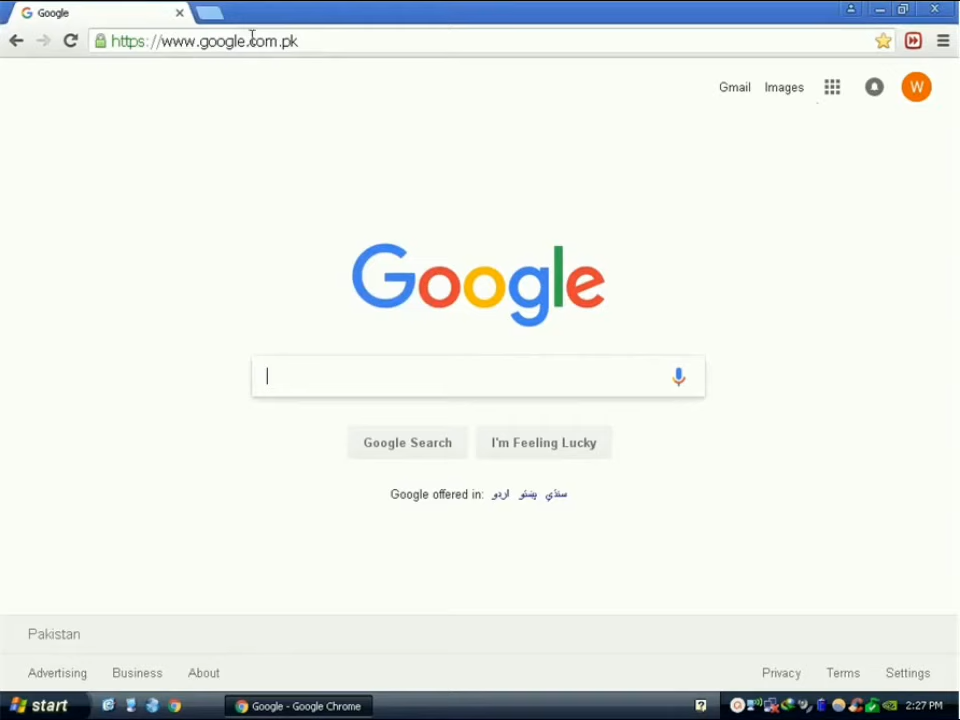 Google
https://www.google.com.pk
Gmail Images W
Google
Google Search I'm Feeling Lucky
Google offered in: اردو پښتو سنڌي
Pakistan
Advertising Business About Privacy Terms Settings
start Google - Google Chrome 2:27 PM